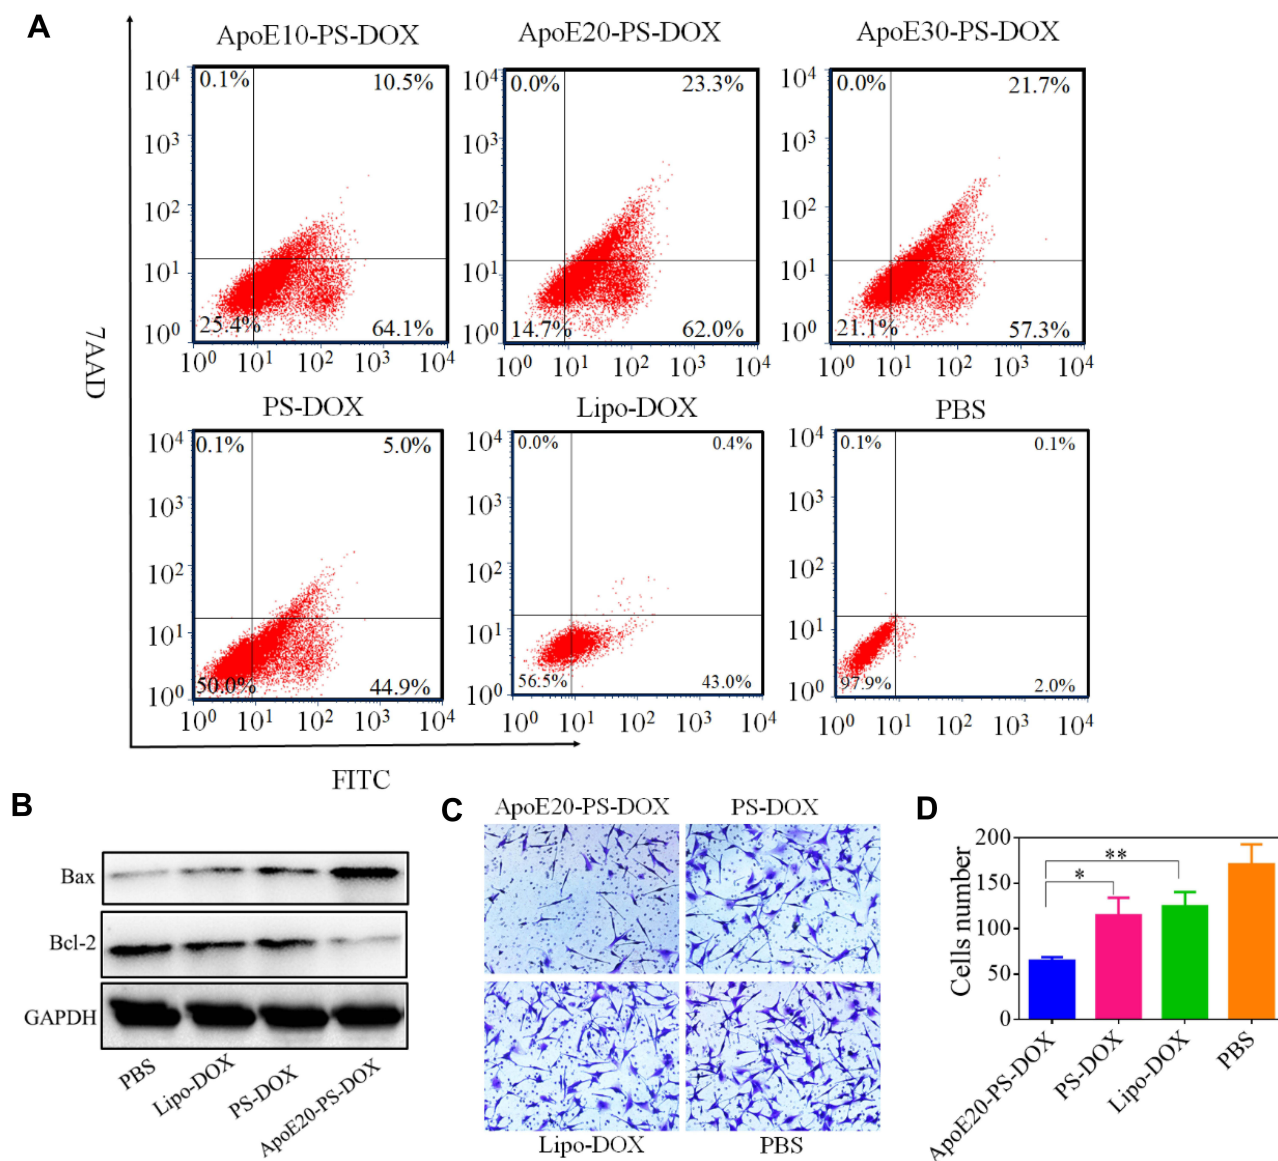 A
ApoE10-PS-DOX
ApoE20-PS-DOX
ApoE30-PS-DOX
10⁴ 0.1% 10.5%
10³
10²
10¹
10⁰ 25.4% 64.1%
10⁰ 10¹ 10² 10³ 10⁴
10⁴ 0.0% 23.3%
10³
10²
10¹
10⁰ 14.7% 62.0%
10⁰ 10¹ 10² 10³ 10⁴
10⁴ 0.0% 21.7%
10³
10²
10¹
10⁰ 21.1% 57.3%
10⁰ 10¹ 10² 10³ 10⁴
7AAD
PS-DOX
Lipo-DOX
PBS
10⁴ 0.1% 5.0%
10³
10²
10¹
10⁰ 50.0% 44.9%
10⁰ 10¹ 10² 10³ 10⁴
10⁴ 0.0% 0.4%
10³
10²
10¹
10⁰ 56.5% 43.0%
10⁰ 10¹ 10² 10³ 10⁴
10⁴ 0.1% 0.1%
10³
10²
10¹
10⁰ 97.9% 2.0%
10⁰ 10¹ 10² 10³ 10⁴
FITC
B
Bax
Bcl-2
GAPDH
PBS
Lipo-DOX
PS-DOX
ApoE20-PS-DOX
C
ApoE20-PS-DOX
PS-DOX
Lipo-DOX
PBS
D
Cells number
200
150
100
50
0
**
*
ApoE20-PS-DOX
PS-DOX
Lipo-DOX
PBS